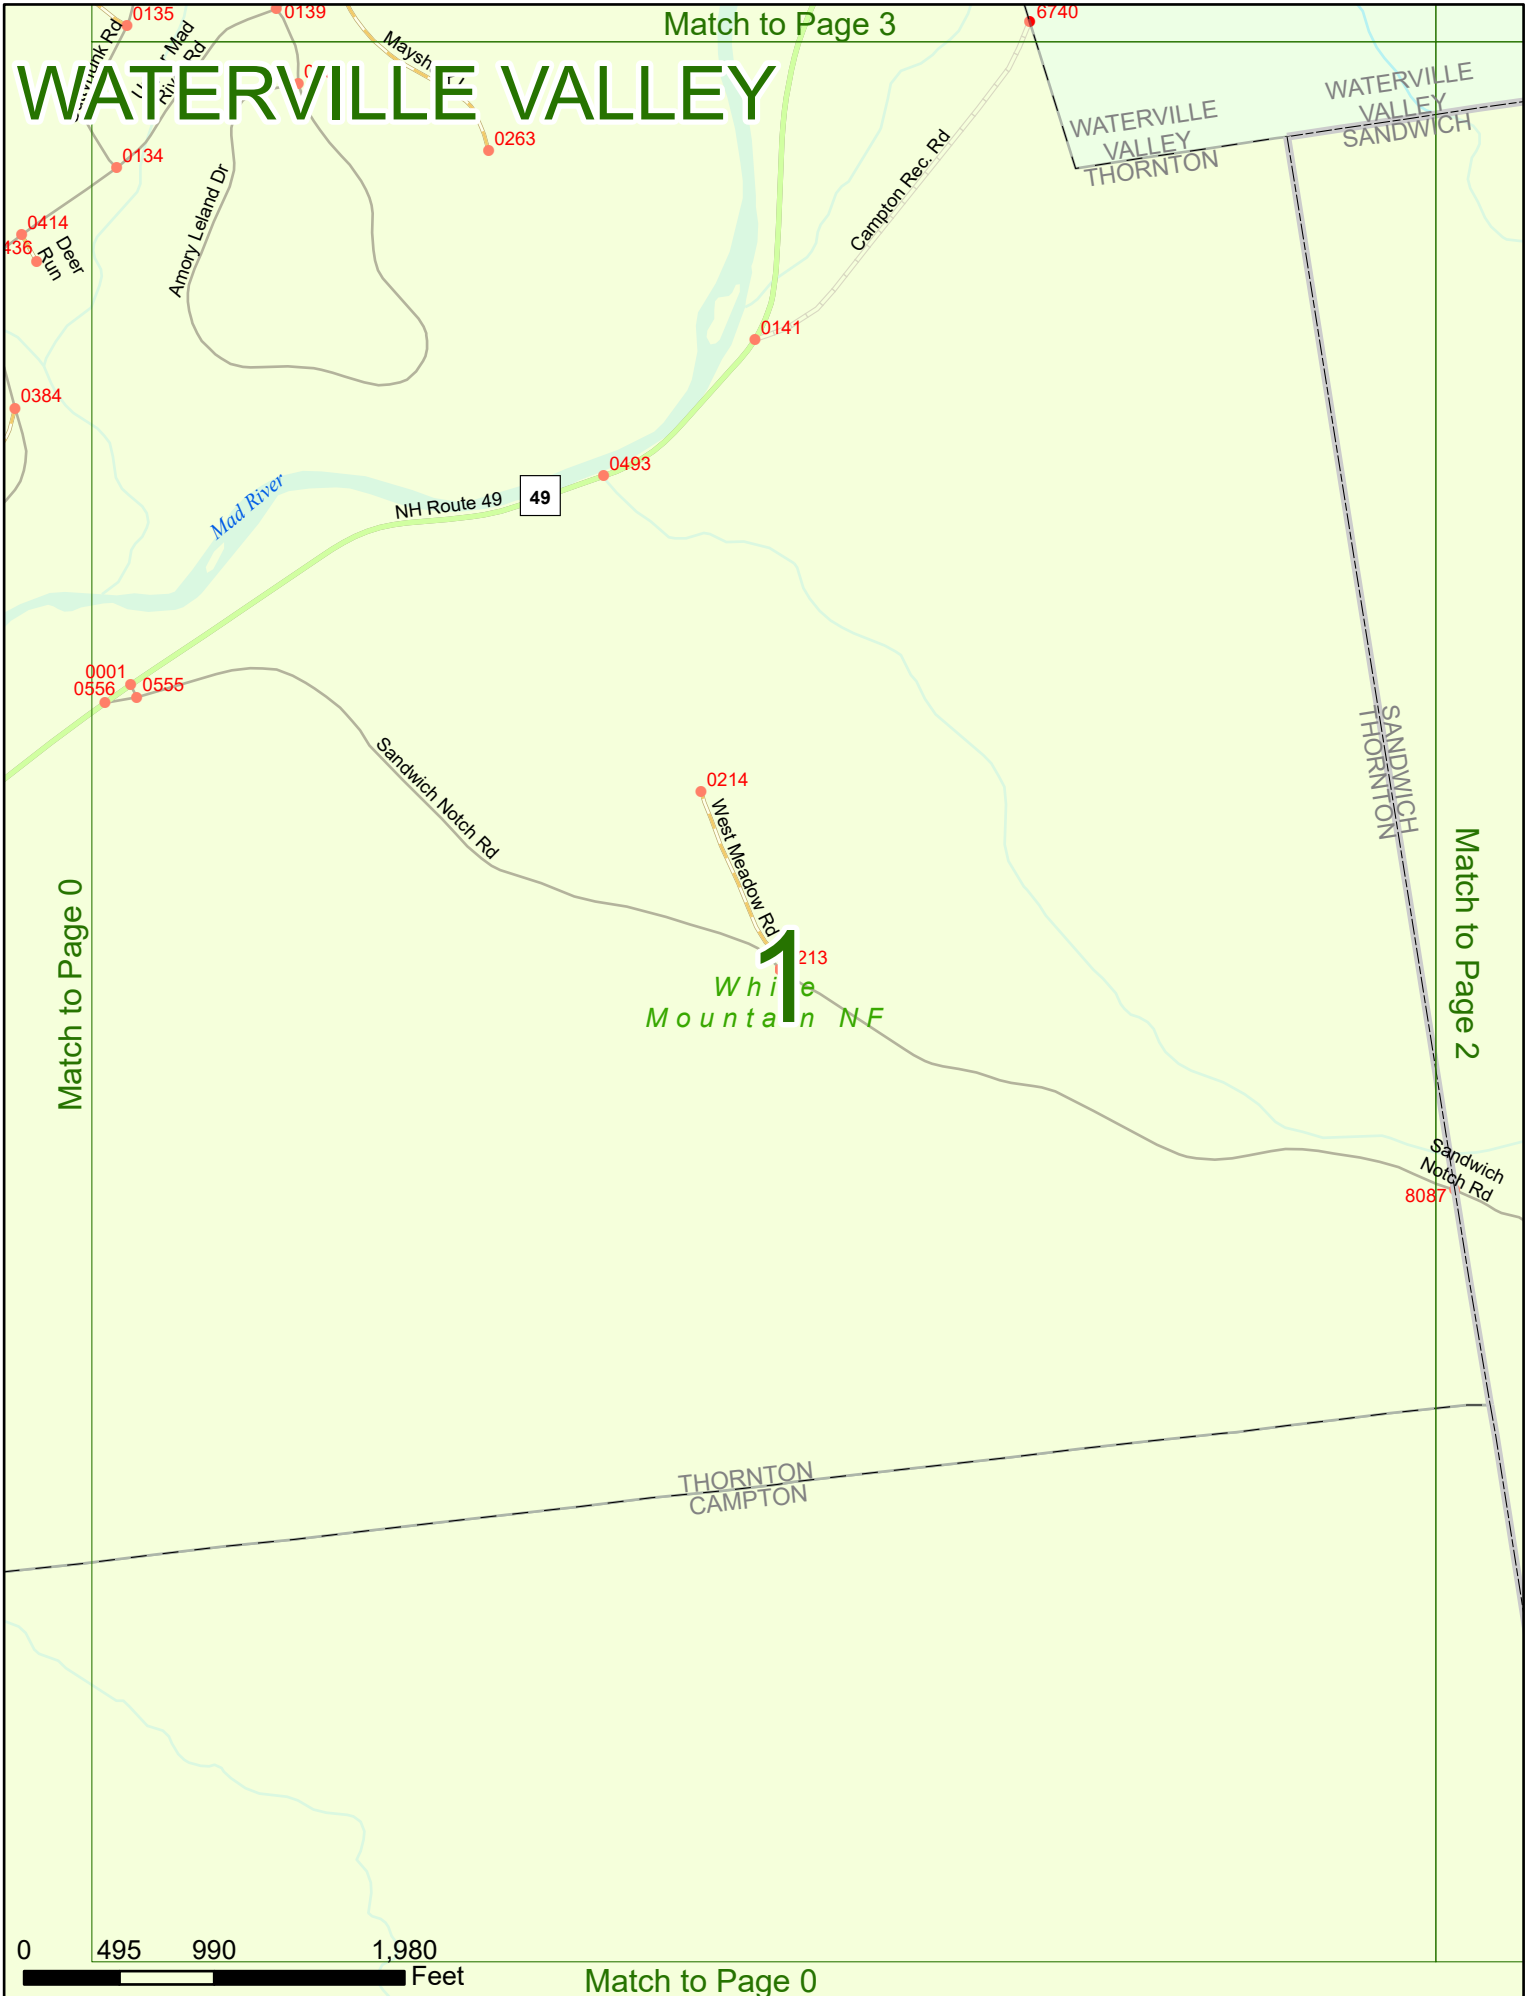 Match to Page 3
WATERVILLE VALLEY
0135
0139
6740
Mad
Rd
0263
0134
0414
436
Deer
Run
Amory Leland Dr
Campton Rec. Rd
WATERVILLE
VALLEY
THORNTON
WATERVILLE
VALLEY
SANDWICH
0141
0384
0493
Mad River
NH Route 49
49
0001
0556
0555
Sandwich Notch Rd
0214
West Meadow Rd
213
1
White
Mountain NF
SANDWICH
THORNTON
Match to Page 0
Match to Page 2
Sandwich
Notch Rd
8087
THORNTON
CAMPTON
0
495
990
1,980
Feet
Match to Page 0